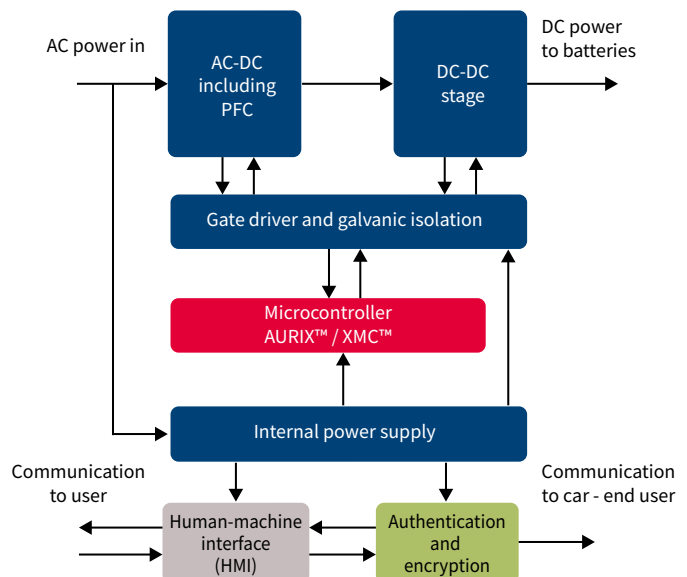 AC power in
AC-DC
including
PFC
DC-DC
stage
DC power
to batteries
Gate driver and galvanic isolation
Microcontroller
AURIX™ / XMC™
Internal power supply
Communication
to user
Human-machine
interface
(HMI)
Authentication
and
encryption
Communication
to car - end user